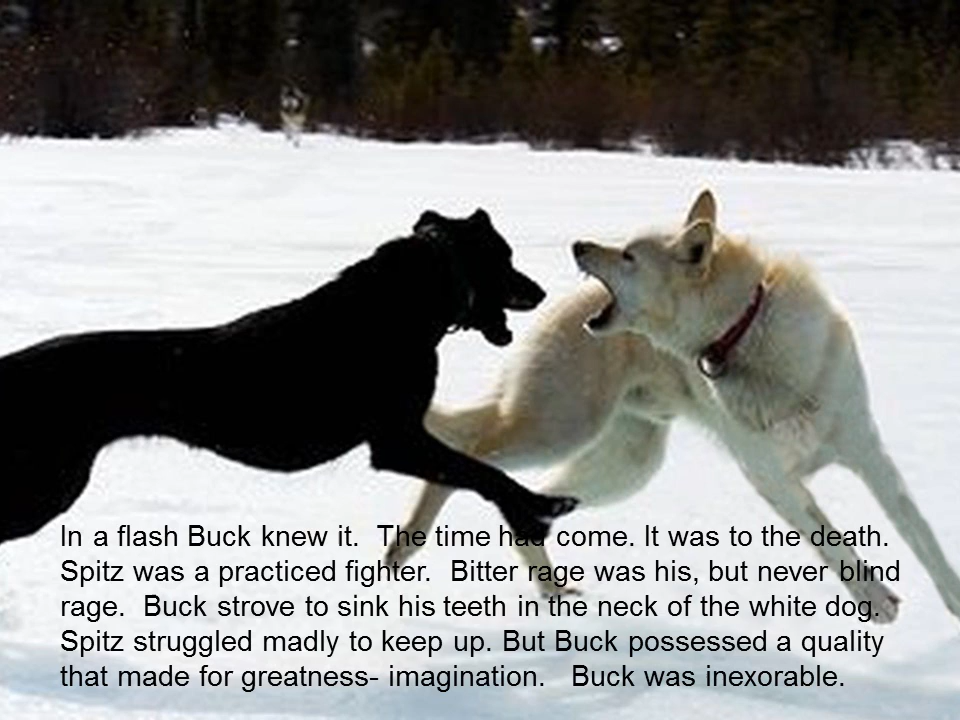 In a flash Buck knew it.  The time had come. It was to the death.
Spitz was a practiced fighter.  Bitter rage was his, but never blind
rage.  Buck strove to sink his teeth in the neck of the white dog.
Spitz struggled madly to keep up. But Buck possessed a quality
that made for greatness- imagination.   Buck was inexorable.